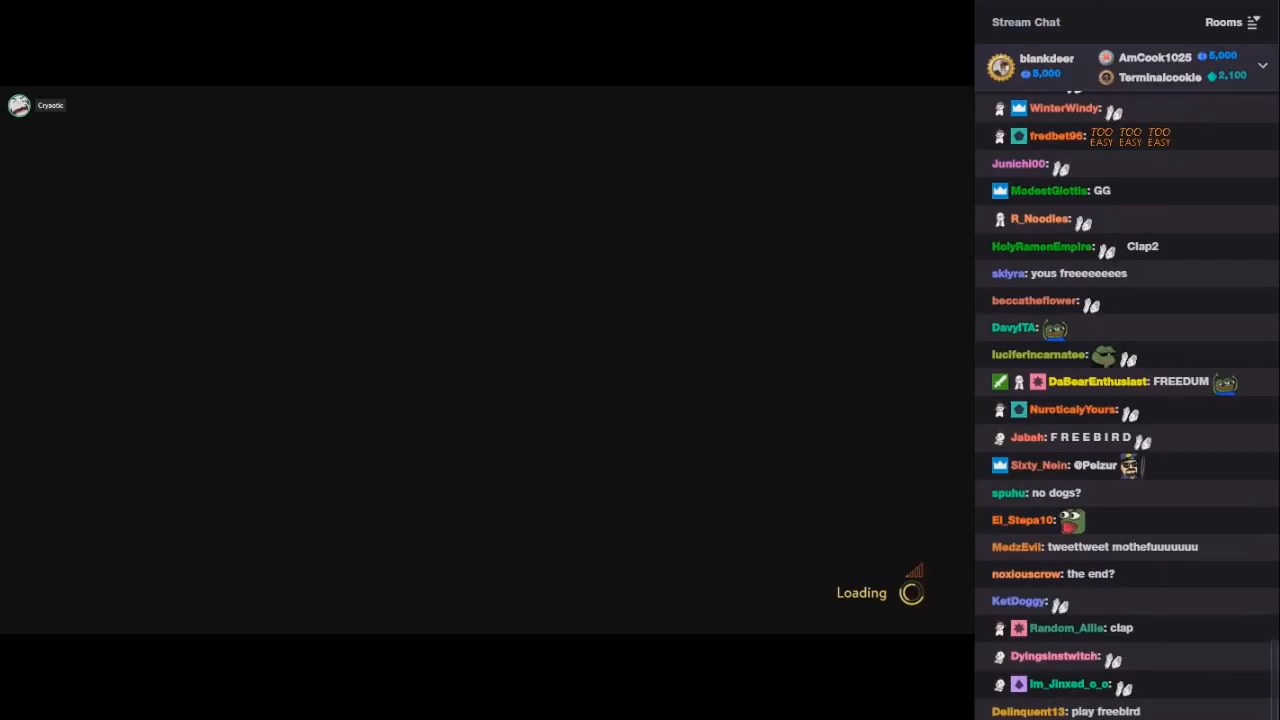 Stream Chat
Rooms
blankdeer
5,000
AmCook1025 5,000
Terminalcookie 2,100
Cryaotic
WinterWindy:
fredbet96: TOO EASY TOO EASY TOO EASY
Junichi00:
ModestGlottis: GG
R_Noodles:
HolyRamenEmpire: Clap2
sklyra: yous freeeeeees
beccatheflower:
DavyITA:
luciferincarnatee:
DaBearEnthusiast: FREEDUM
NuroticalyYours:
Jabah: F R E E B I R D
Sixty_Nein: @Pelzur
spuhu: no dogs?
El_Stepa10:
MedzEvil: tweettweet mothefuuuuuu
noxiouscrow: the end?
KetDoggy:
Random_Allie: clap
Dyingsinstwitch:
Im_Jinxed_o_o:
Delinquent13: play freebird
Loading